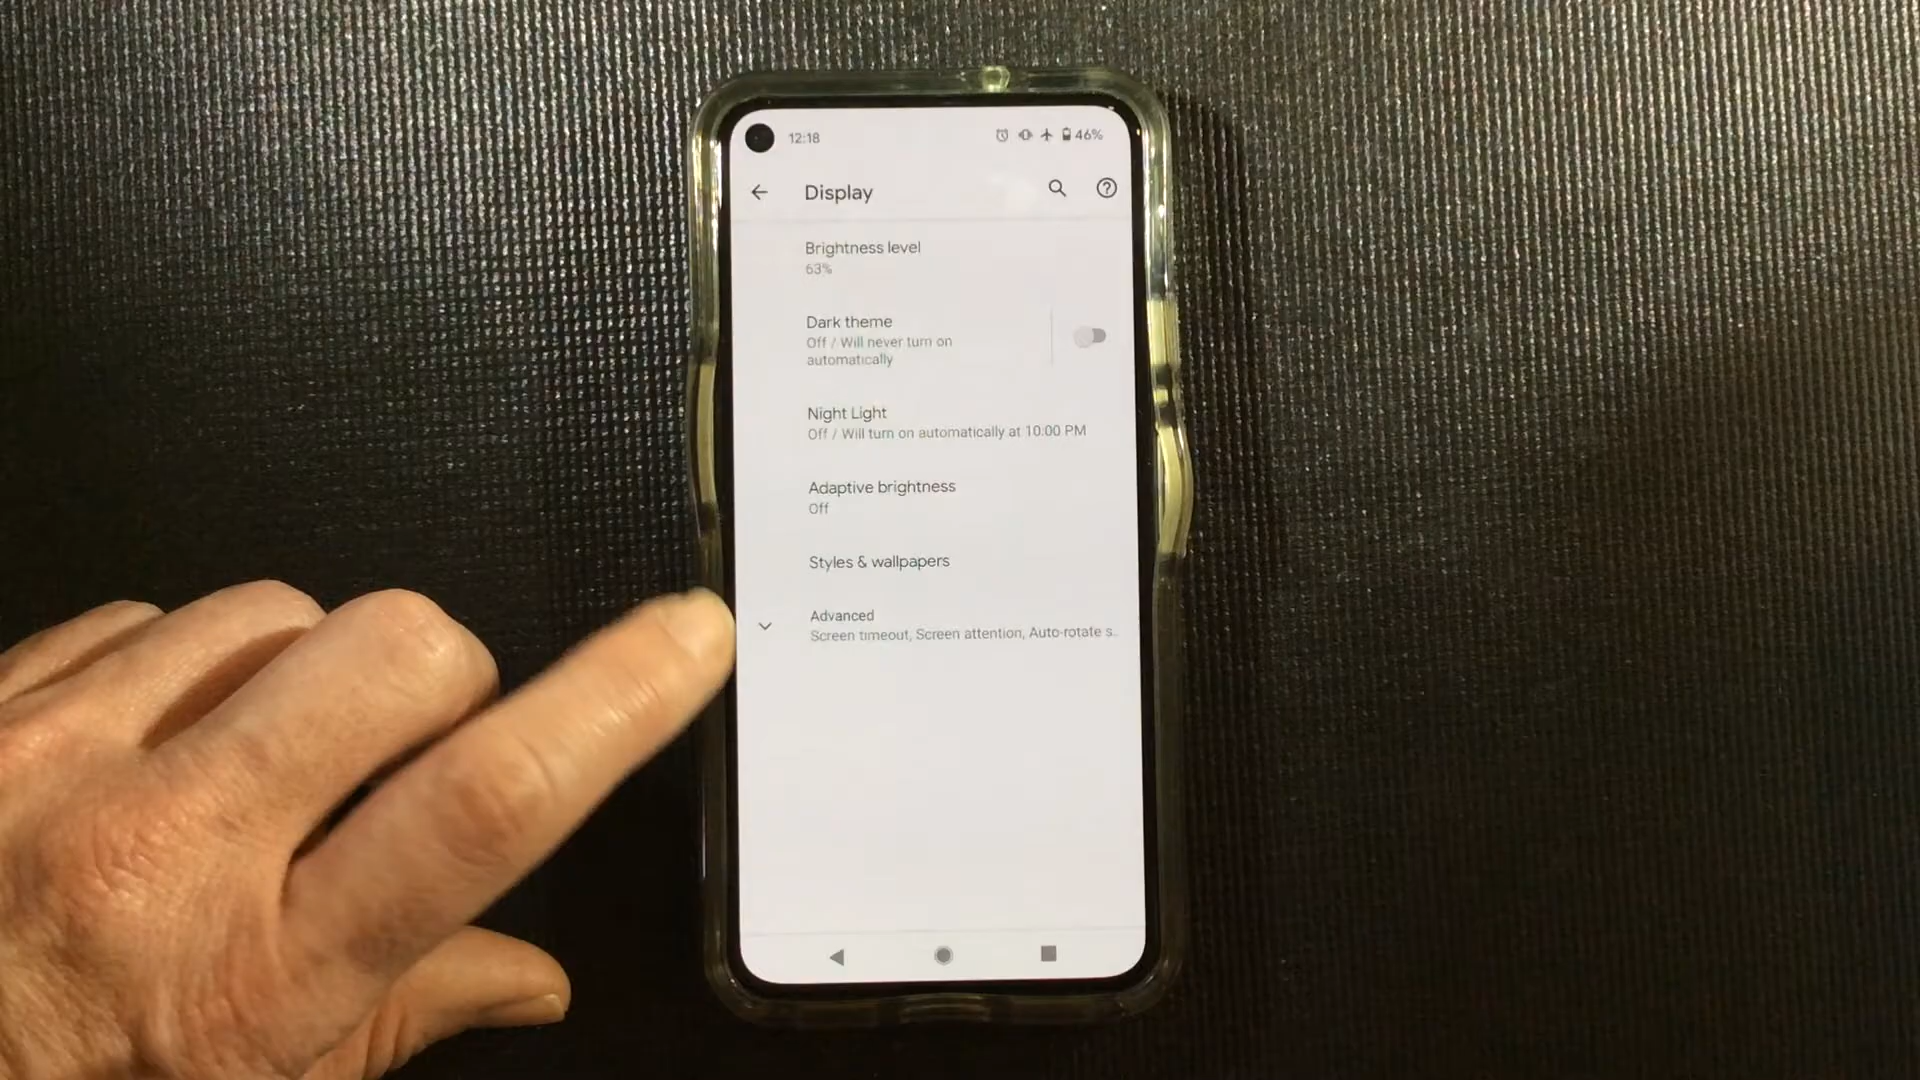 12:18
46%
Display
Brightness level
63%
Dark theme
Off / Will never turn on
automatically
Night Light
Off / Will turn on automatically at 10:00 PM
Adaptive brightness
Off
Styles & wallpapers
Advanced
Screen timeout, Screen attention, Auto-rotate s..